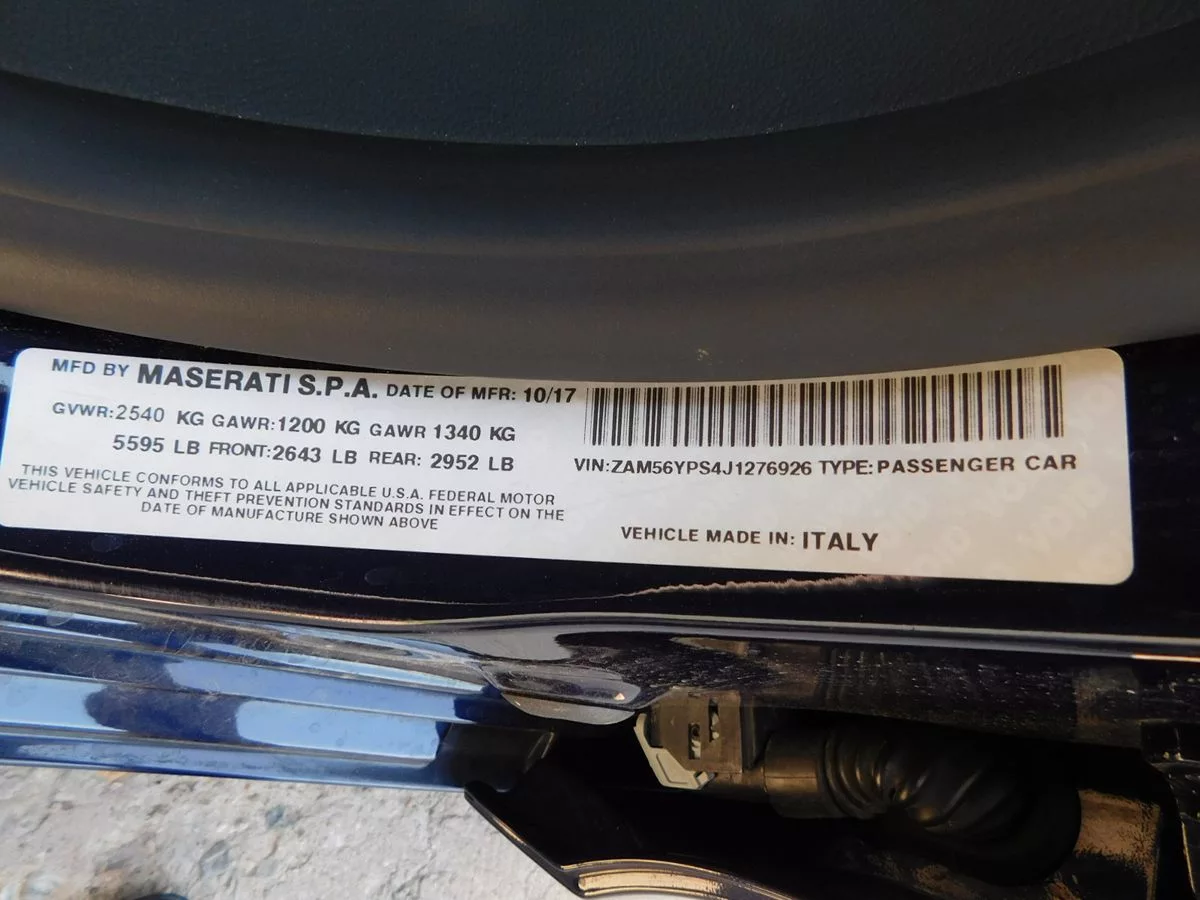 MFD BY MASERATI S.P.A. DATE OF MFR: 10/17
GVWR:2540 KG GAWR:1200 KG GAWR 1340 KG
5595 LB FRONT:2643 LB REAR: 2952 LB
VIN:ZAM56YPS4J1276926 TYPE:PASSENGER CAR
THIS VEHICLE CONFORMS TO ALL APPLICABLE U.S.A. FEDERAL MOTOR
VEHICLE SAFETY AND THEFT PREVENTION STANDARDS IN EFFECT ON THE
DATE OF MANUFACTURE SHOWN ABOVE
VEHICLE MADE IN: ITALY